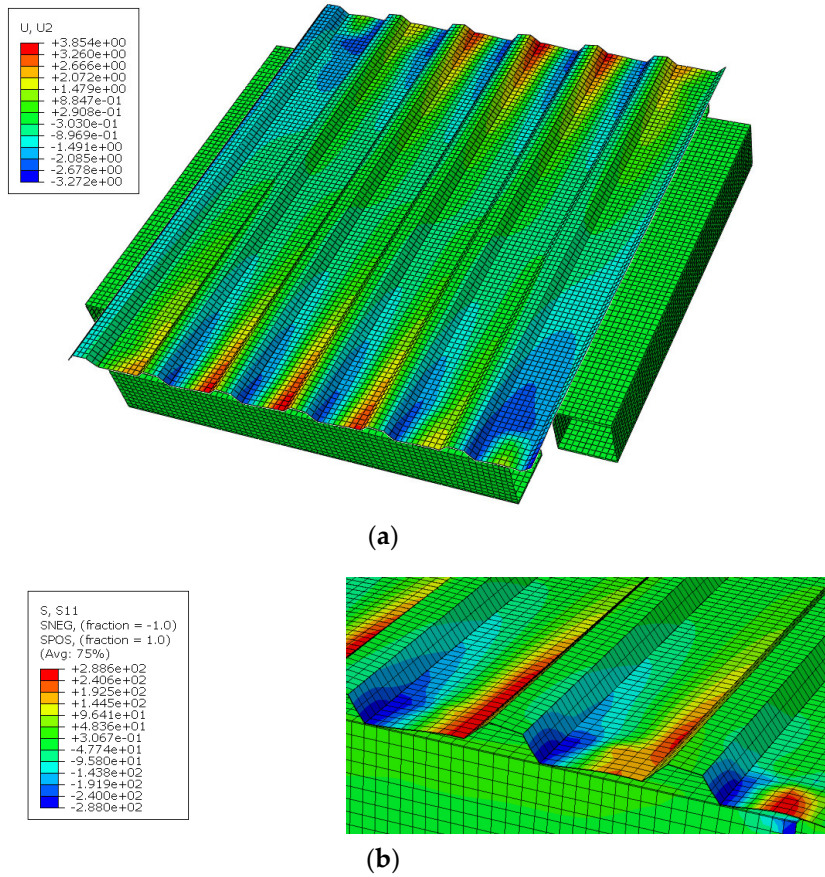 U, U2
+3.854e+00
+3.260e+00
+2.666e+00
+2.072e+00
+1.479e+00
+8.847e-01
+2.908e-01
-3.030e-01
-8.969e-01
-1.491e+00
-2.085e+00
-2.678e+00
-3.272e+00
(a)
S, S11
SNEG, (fraction = -1.0)
SPOS, (fraction = 1.0)
(Avg: 75%)
+2.886e+02
+2.406e+02
+1.925e+02
+1.445e+02
+9.641e+01
+4.836e+01
+3.067e-01
-4.774e+01
-9.580e+01
-1.438e+02
-1.919e+02
-2.400e+02
-2.880e+02
(b)